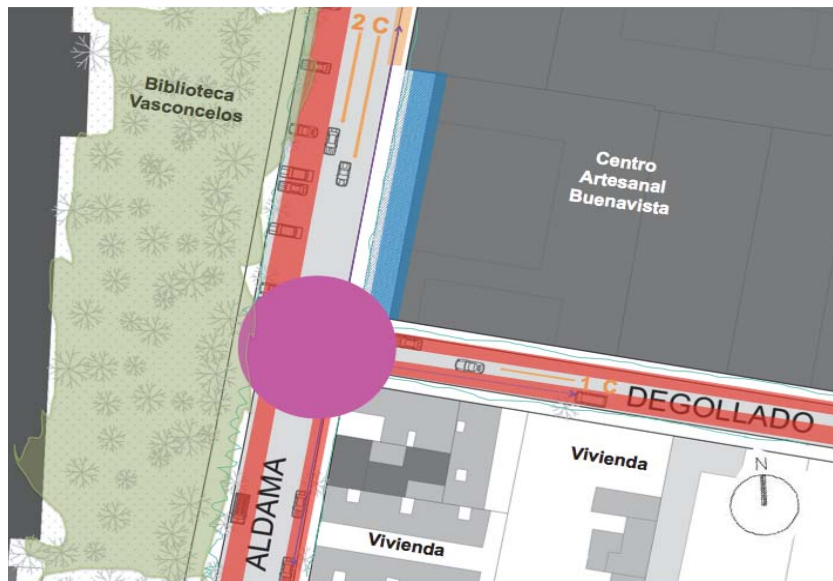 2 C
Biblioteca
Vasconcelos
Centro
Artesanal
Buenavista
1 C
DEGOLLADO
ALDAMA
Vivienda
N
Vivienda